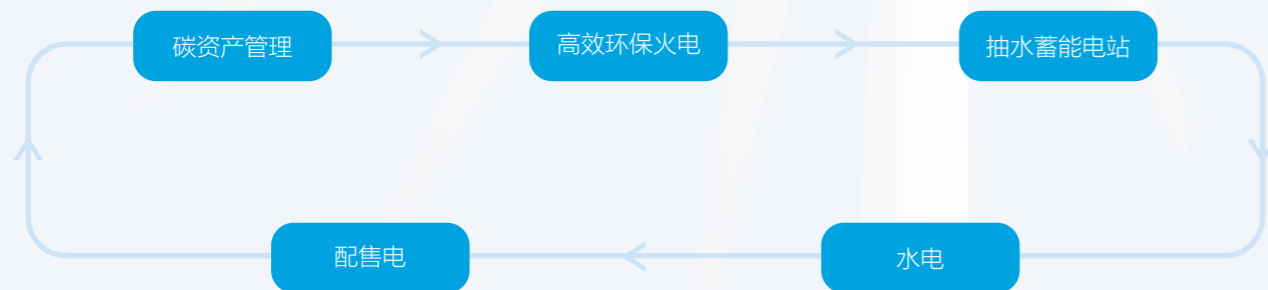 碳资产管理
高效环保火电
抽水蓄能电站
配售电
水电